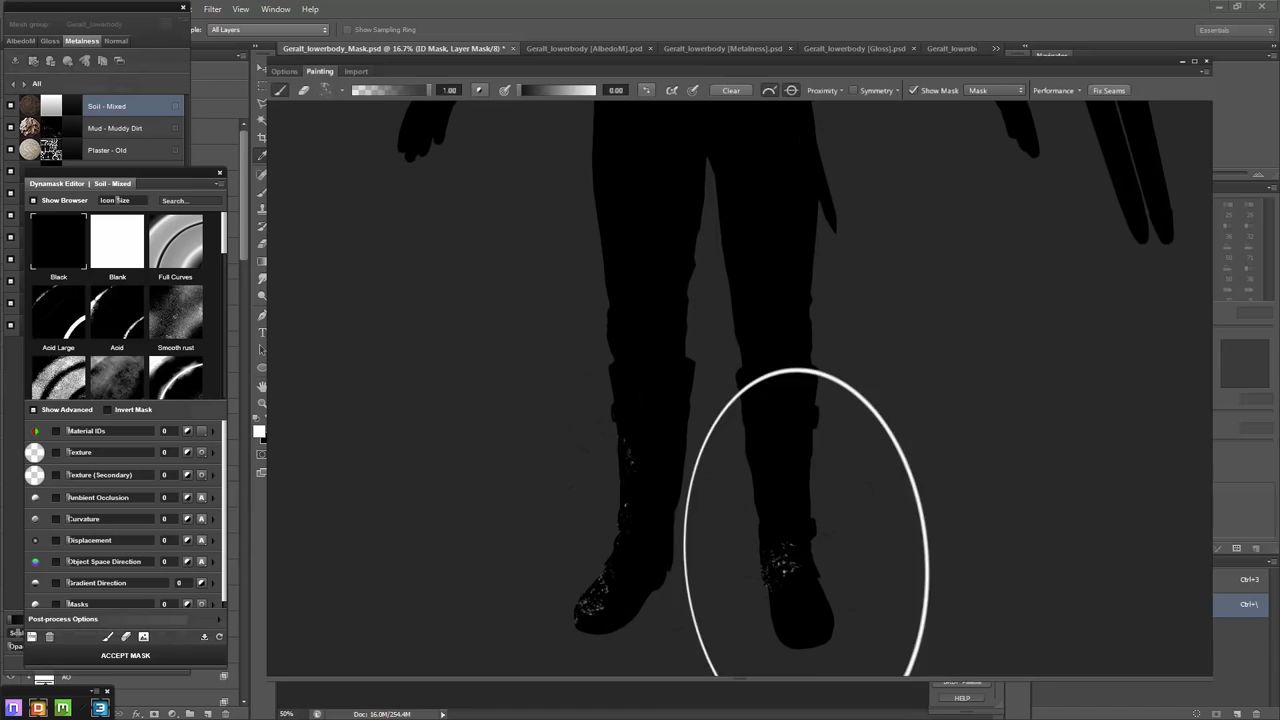 Filter View Window Help
Mesh group: Geralt_lowerbody
All Layers Show Sampling Ring Essentials
AlbedoM Gloss Metalness Normal
Geralt_lowerbody_Mask.psd @ 16.7% (ID Mask, Layer Mask/8) * × Geralt_lowerbody [AlbedoM].psd × Geralt_lowerbody [Metalness].psd × Geralt_lowerbody [Gloss].psd ×
Options Painting Import
All
1.00 0.00 Clear Proximity Symmetry Show Mask Mask Performance Fix Seams
Soil - Mixed
Mud - Muddy Dirt
Plaster - Old
Dynamask Editor | Soil - Mixed
Show Browser Icon Size Search...
Black Blank Full Curves
Acid Large Acid Smooth rust
Show Advanced Invert Mask
Material IDs 0
Texture 0
Texture (Secondary) 0
Ambient Occlusion 0 A
Curvature 0 A
Displacement 0 A
Object Space Direction 0 A
Gradient Direction 0
Masks 0
Post-process Options
ACCEPT MASK
Ctrl+3
Ctrl+\
AO
HELP
50% Doc: 16.0M/254.4M